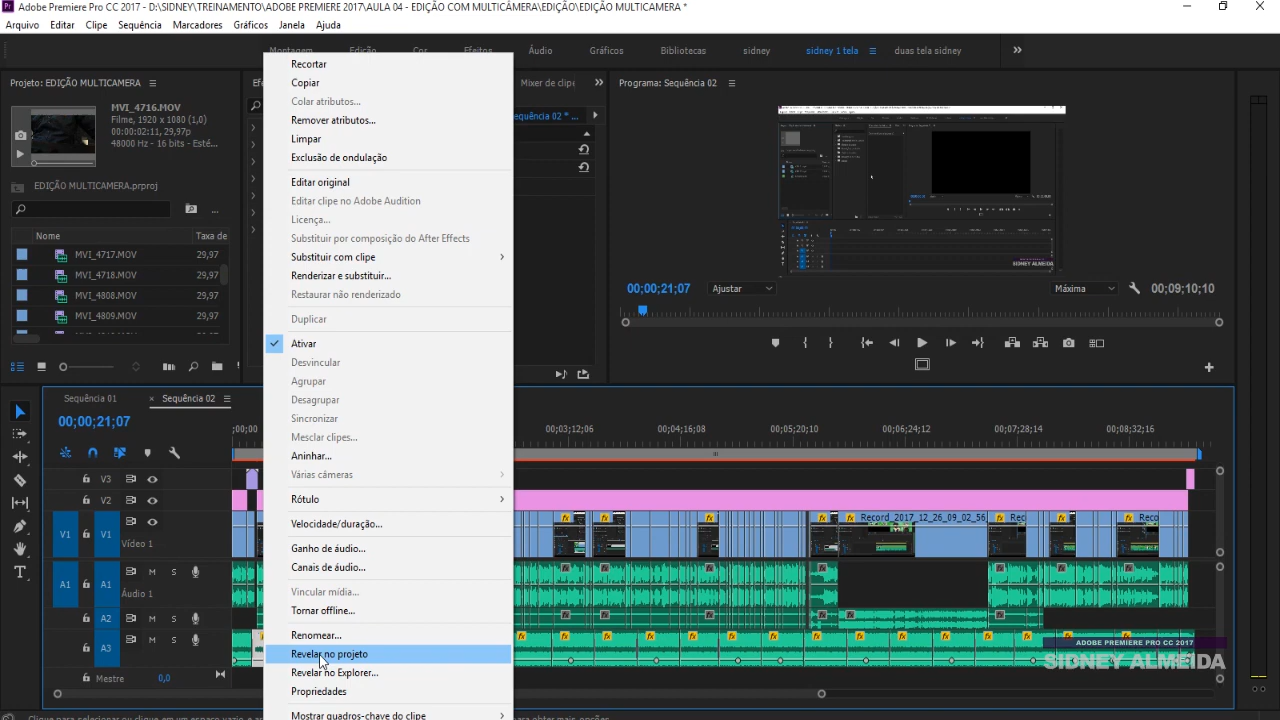 Adobe Premiere Pro CC 2017 - D:\SIDNEY\TREINAMENTO\ADOBE PREMIERE 2017\AULA 04 - EDIÇÃO COM MULTICÂMERA\EDIÇÃO\EDIÇÃO MULTICAMERA *
Arquivo Editar Clipe Sequência Marcadores Gráficos Janela Ajuda
Montagem Edição Cor Efeitos Áudio Gráficos Bibliotecas sidney sidney 1 tela duas tela sidney
Projeto: EDIÇÃO MULTICAMERA
Mixer de clipe
Programa: Sequência 02
MVI_4716.MOV
Filme, 1920 x 1080 (1,0)
00:00:02:11, 29,97p
48000 Hz - 16 bits - Esté...
EDIÇÃO MULTICAMERA.prproj
Nome Taxa de
MVI_4717.MOV 29,97
MVI_4718.MOV 29,97
MVI_4808.MOV 29,97
MVI_4809.MOV 29,97
equência 02 * ...
Recortar
Copiar
Colar atributos...
Remover atributos...
Limpar
Exclusão de ondulação
Editar original
Editar clipe no Adobe Audition
Licença...
Substituir por composição do After Effects
Substituir com clipe
Renderizar e substituir...
Restaurar não renderizado
Duplicar
Ativar
Desvincular
Agrupar
Desagrupar
Sincronizar
Mesclar clipes...
Aninhar...
Várias câmeras
Rótulo
Velocidade/duração...
Ganho de áudio...
Canais de áudio...
Vincular mídia...
Tornar offline...
Renomear...
Revelar no projeto
Revelar no Explorer...
Propriedades
Mostrar quadros-chave do clipe
SIDNEY ALMEIDA
00;00;21;07 Ajustar Máxima 00;09;10;10
Sequência 01 × Sequência 02
00;00;21;07
;00;00 00;03;12;06 00;04;16;08 00;05;20;10 00;06;24;12 00;07;28;14 00;08;32;16
V3
V2
V1 V1
Vídeo 1
Record_2017_12_26_09_02_56. Reci Reco
A1 A1 M S
Áudio 1
A2 M S
A3 M S
Mestre 0,0
ADOBE PREMIERE PRO CC 2017
SIDNEY ALMEIDA